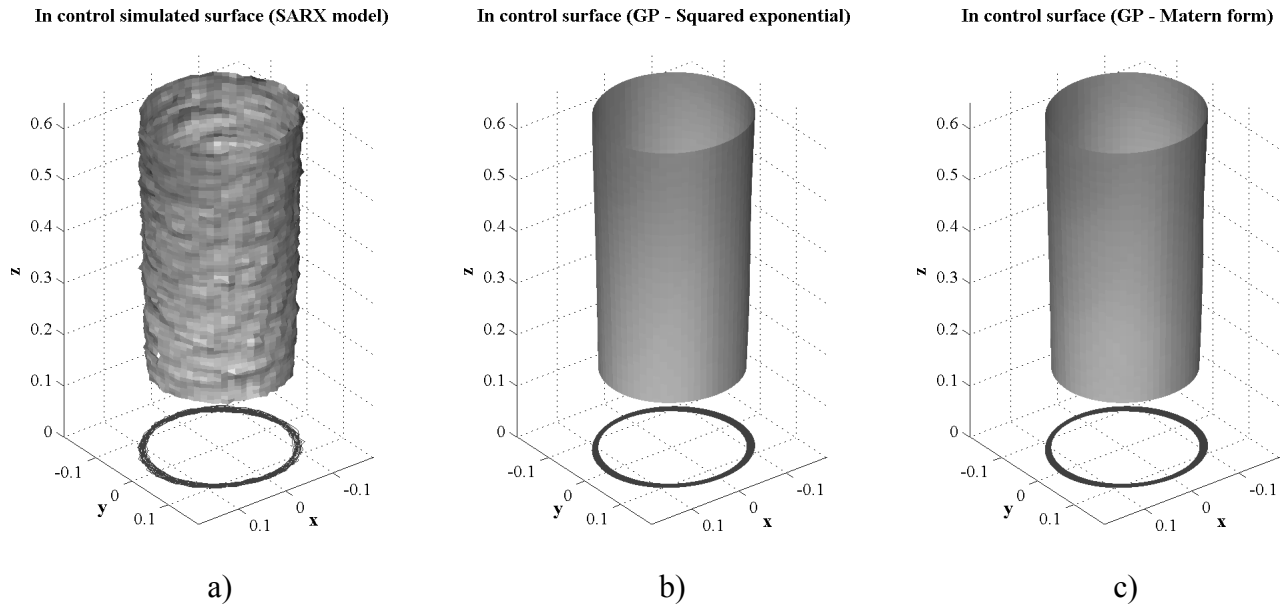 In control simulated surface (SARX model)
In control surface (GP - Squared exponential)
In control surface (GP - Matern form)
0.6
0.5
0.4
0.3
0.2
0.1
0
z
-0.1
0
0.1
y
0.1
0
-0.1
x
0.6
0.5
0.4
0.3
0.2
0.1
0
z
-0.1
0
0.1
y
0.1
0
-0.1
x
0.6
0.5
0.4
0.3
0.2
0.1
0
z
-0.1
0
0.1
y
0.1
0
-0.1
x
a)
b)
c)